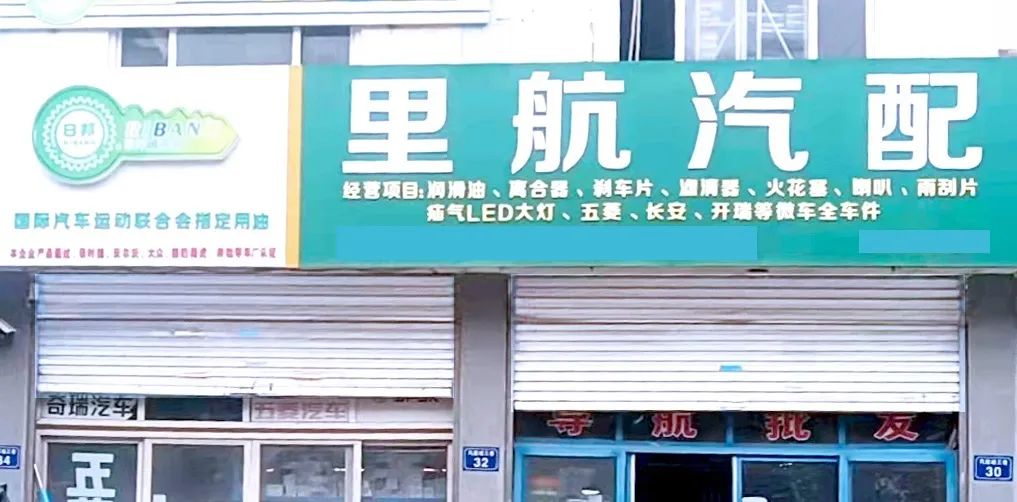 日邦
BAN
国际汽车运动联合会指定用油
里航汽配
经营项目:润滑油、离合器、刹车片、滤清器、火花塞、喇叭、雨刮片
疝气LED大灯、五菱、长安、开瑞等微车全车件
奇瑞汽车
五菱汽车
导航批发
34
32
30